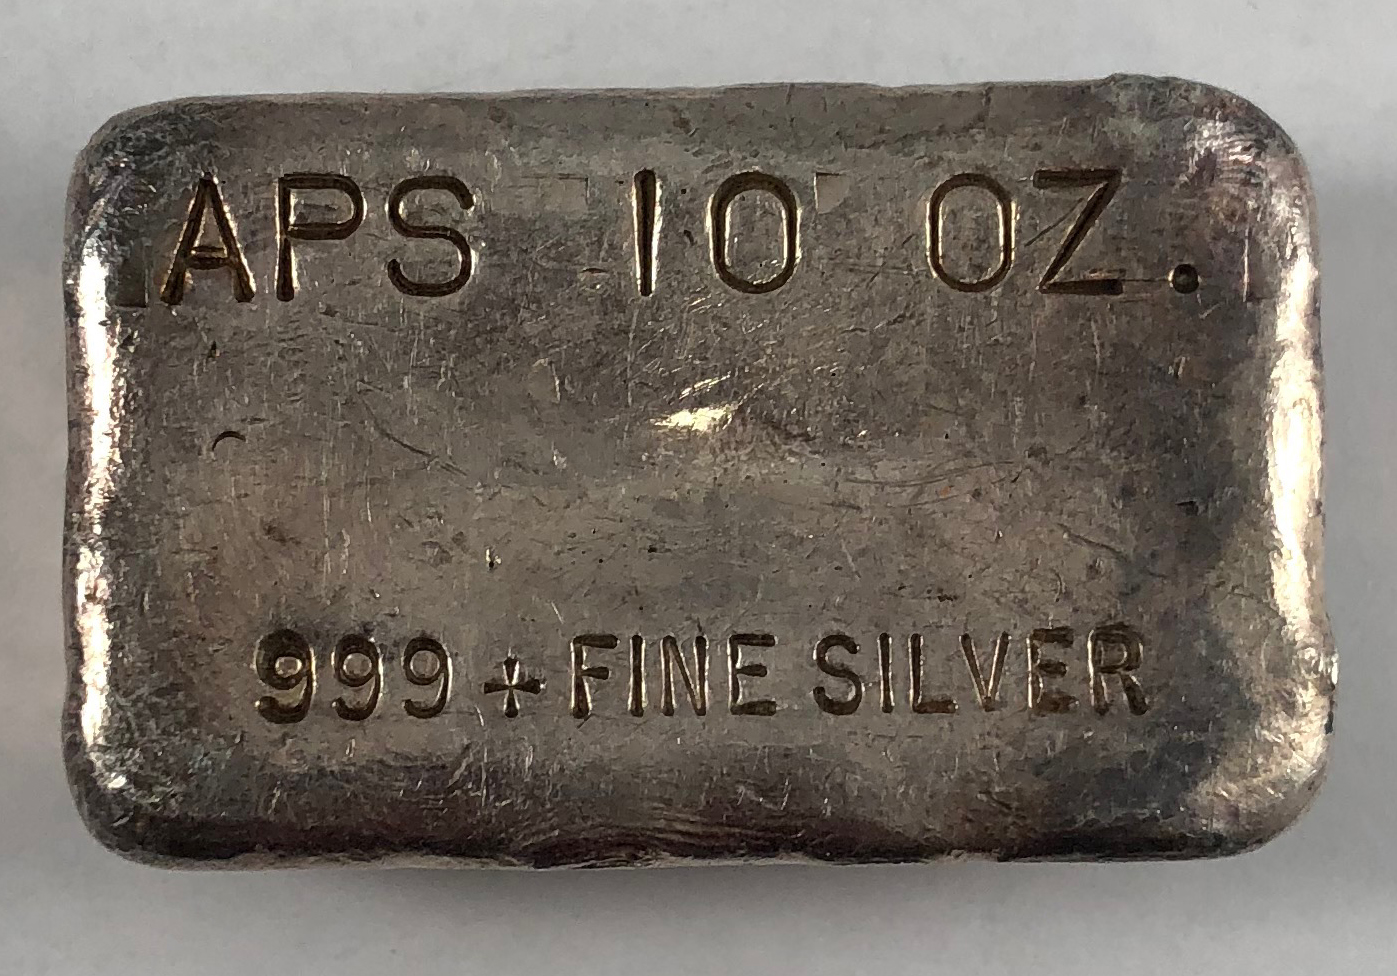 APS 10 OZ.
999+ FINE SILVER